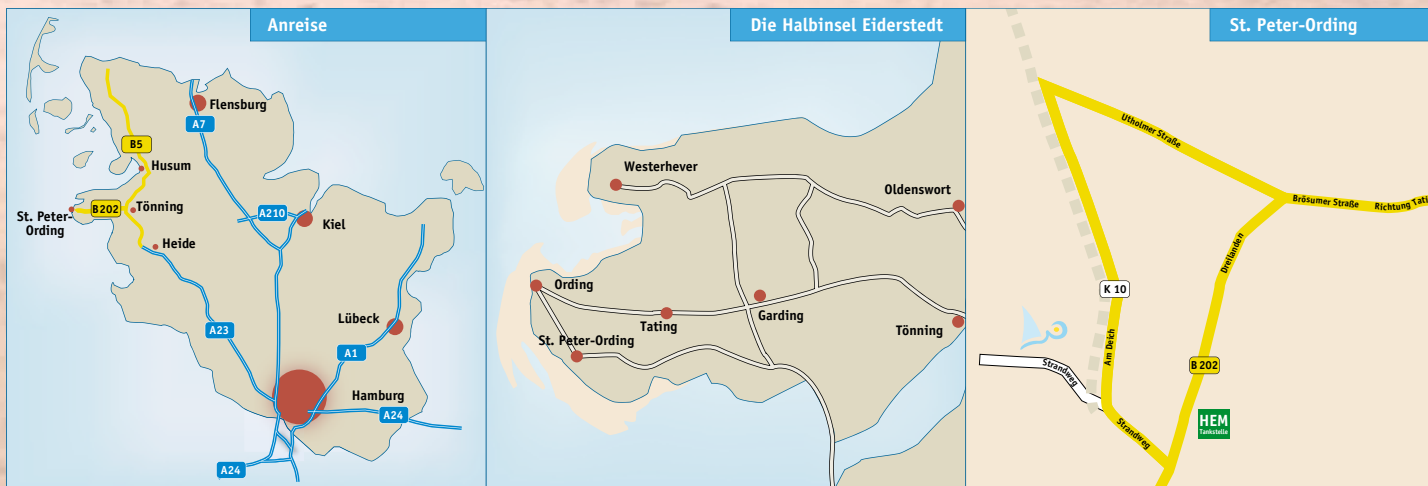 Anreise
Flensburg
A7
B5
Husum
St. Peter-
Ording
B202
Tönning
A210
Kiel
Heide
Lübeck
A23
A1
Hamburg
A24
A24
Die Halbinsel Eiderstedt
Westerhever
Oldenswort
Ording
Garding
Tating
Tönning
St. Peter-Ording
St. Peter-Ording
Utholmer Straße
Brösumer Straße Richtung Tati
Dreilanden
K 10
Am Deich
Strandweg
B 202
HEM
Tankstelle
Strandweg